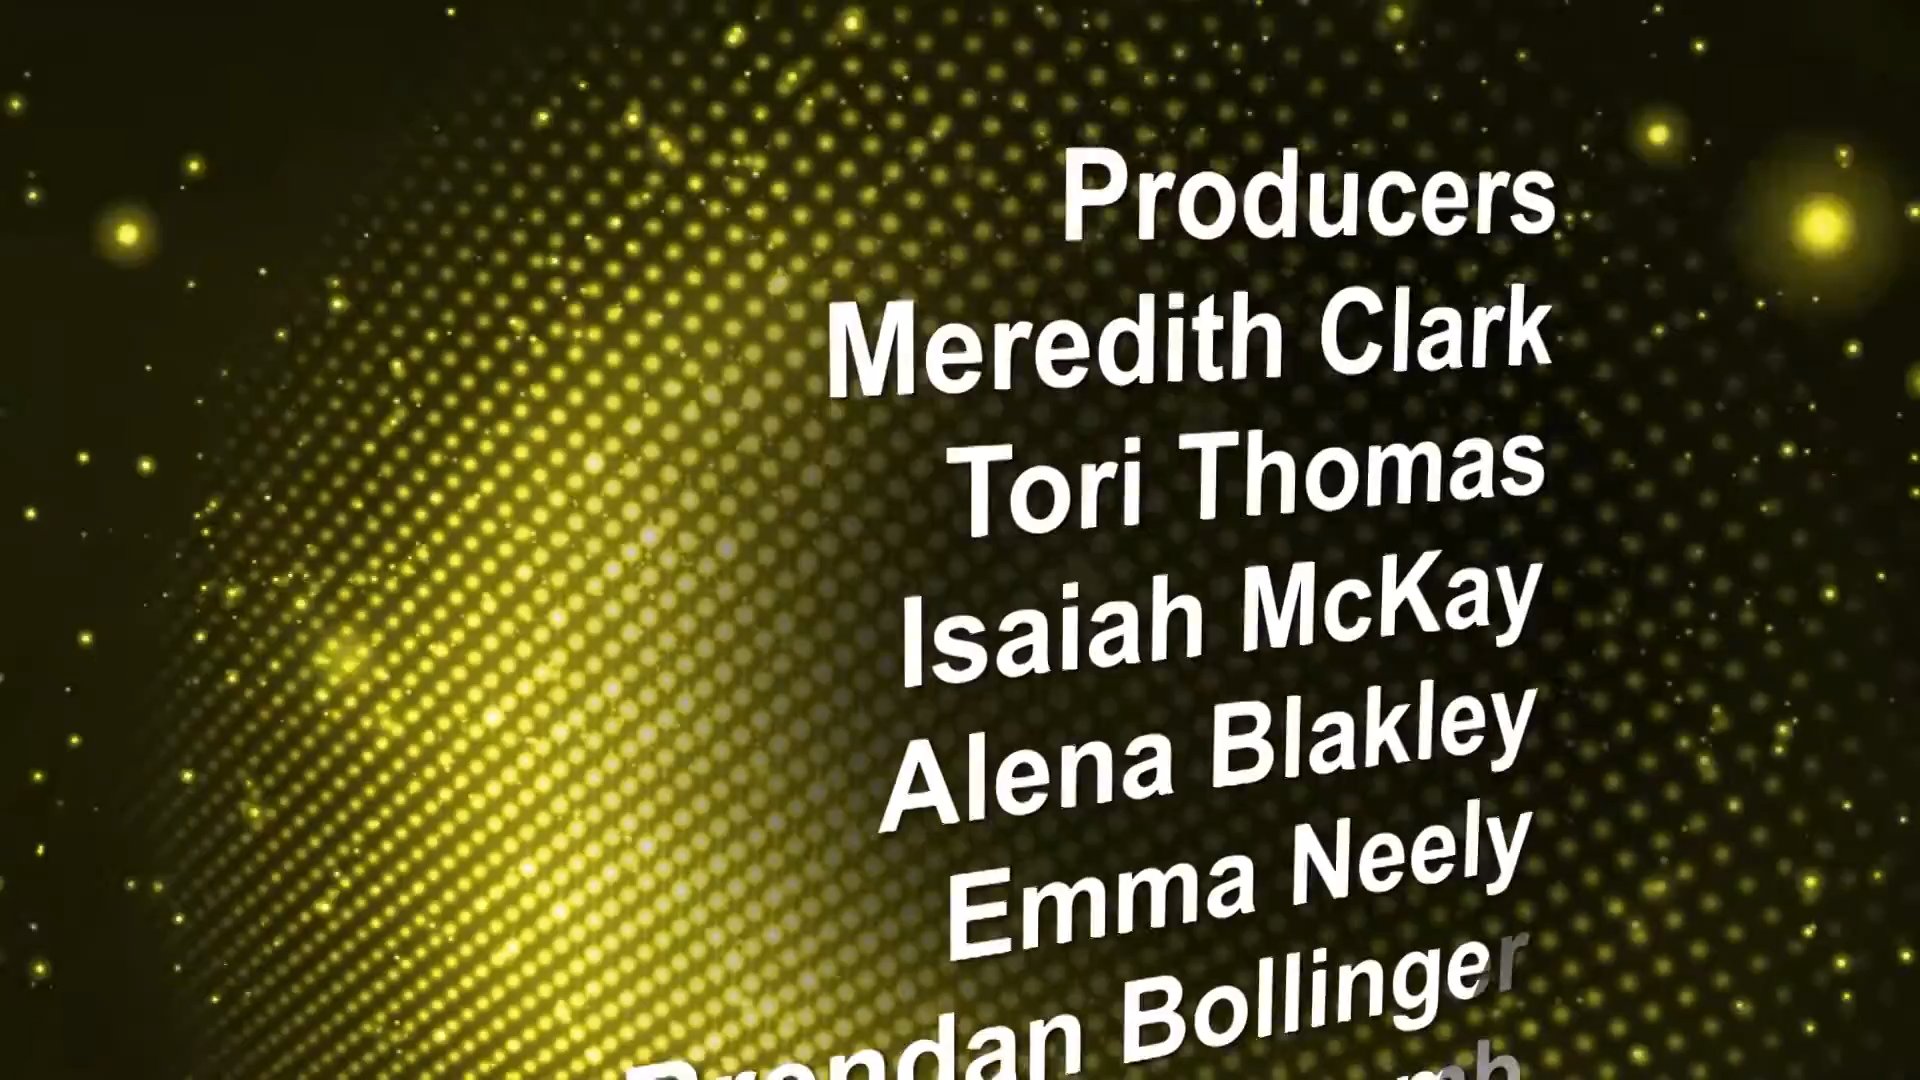 Producers
Meredith Clark
Tori Thomas
Isaiah McKay
Alena Blakley
Emma Neely
Brendan Bollinger